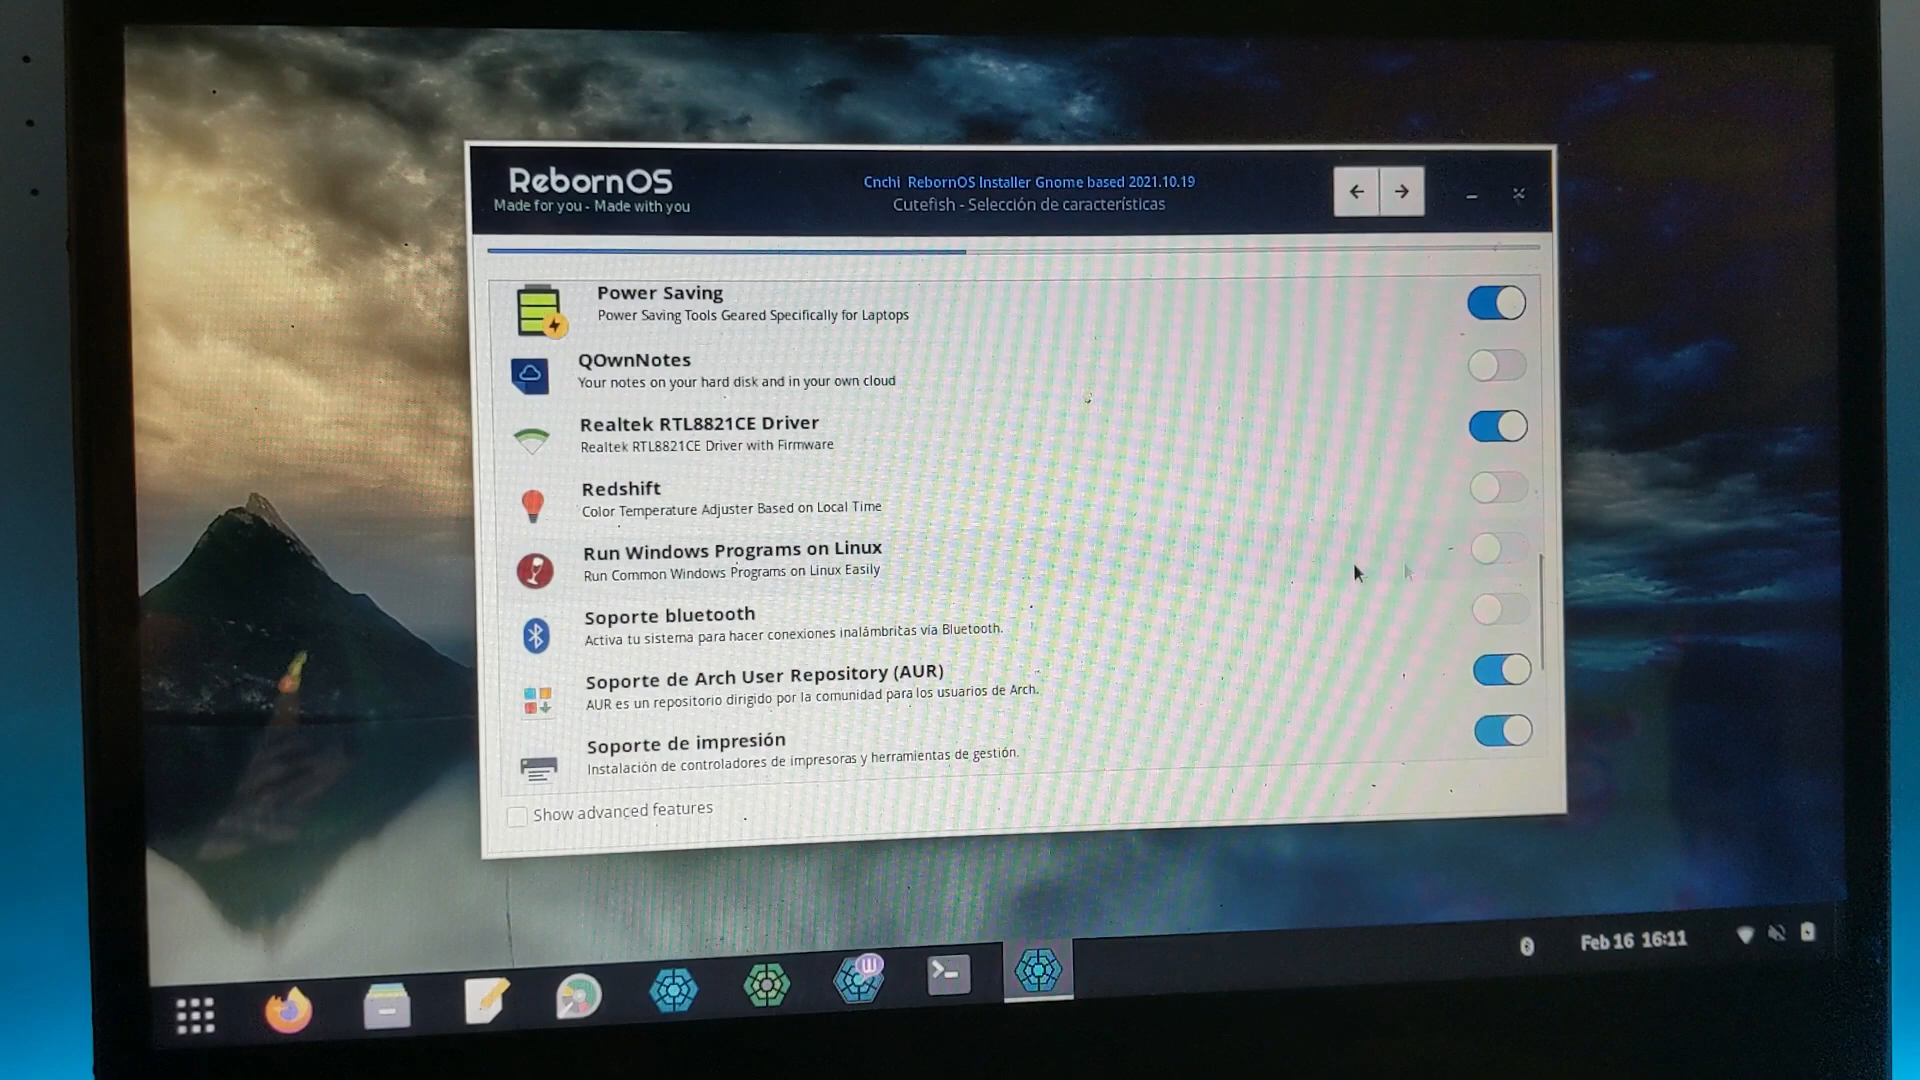 RebornOS
Made for you - Made with you
Cnchi RebornOS Installer Gnome based 2021.10.19
Cutefish - Selección de características
Power Saving
Power Saving Tools Geared Specifically for Laptops
QOwnNotes
Your notes on your hard disk and in your own cloud
Realtek RTL8821CE Driver
Realtek RTL8821CE Driver with Firmware
Redshift
Color Temperature Adjuster Based on Local Time
Run Windows Programs on Linux
Run Common Windows Programs on Linux Easily
Soporte bluetooth
Activa tu sistema para hacer conexiones inalámbricas vía Bluetooth.
Soporte de Arch User Repository (AUR)
AUR es un repositorio dirigido por la comunidad para los usuarios de Arch.
Soporte de impresión
Instalación de controladores de impresoras y herramientas de gestión.
Show advanced features
Feb 16 16:11